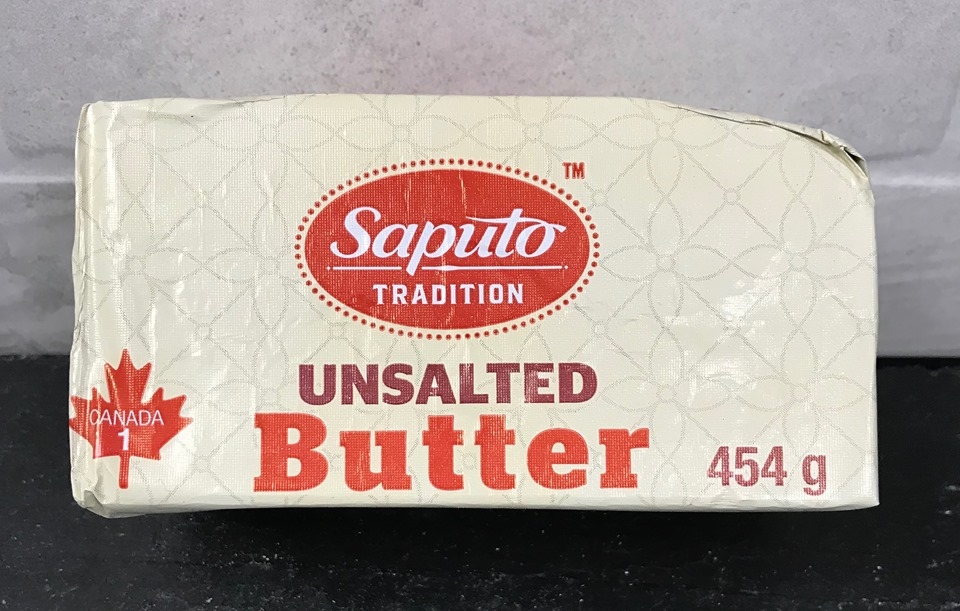 Saputo
TRADITION
TM
UNSALTED
Butter
454 g
CANADA
1